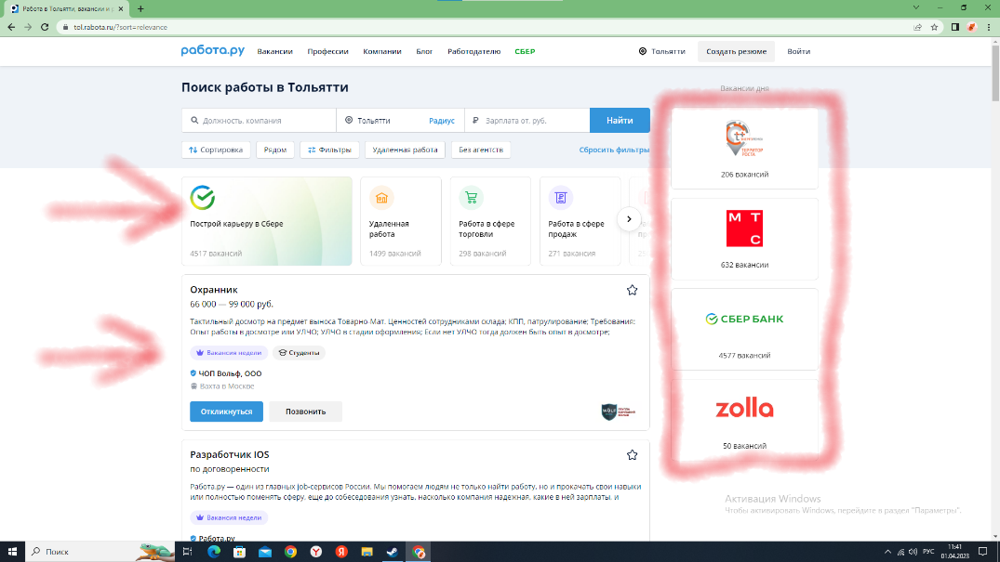 Работа в Тольятти, вакансии и р
tol.rabota.ru/?sort=relevance
работа.ру
Вакансии
Профессии
Компании
Блог
Работодателю
СБЕР
Тольятти
Создать резюме
Войти
Поиск работы в Тольятти
Вакансии дня
Должность, компания
Тольятти
Радиус
₽ Зарплата от, руб.
Найти
Сортировка
Рядом
Фильтры
Удаленная работа
Без агентств
Сбросить фильтры
Построй карьеру в Сбере
4517 вакансий
Удаленная
работа
1499 вакансий
Работа в сфере
торговли
298 вакансий
Работа в сфере
продаж
271 вакансия
206 вакансий
МТС
632 вакансии
СБЕР БАНК
4577 вакансий
zolla
50 вакансий
Охранник
66 000 — 99 000 руб.
Тактильный досмотр на предмет выноса Товарно-Мат. Ценностей сотрудниками склада; КПП, патрулирование; Требования:
Опыт работы в досмотре или УЛЧО; УЛЧО в стадии оформления; Если нет УЛЧО тогда должен быть опыт в досмотре;
Вакансия недели
Студенты
ЧОП Вольф, ООО
Вахта в Москве
Откликнуться
Позвонить
WOLF
Разработчик IOS
по договоренности
Работа.ру — один из главных job-сервисов России. Мы помогаем людям не только найти работу, но и прокачать свои навыки
или полностью поменять сферу, еще до собеседования узнать, насколько компания надежная, какие в ней зарплаты, и
Вакансия недели
Работа.ру
Активация Windows
Чтобы активировать Windows, перейдите в раздел "Параметры".
Поиск
РУС
11:41
01.04.2023